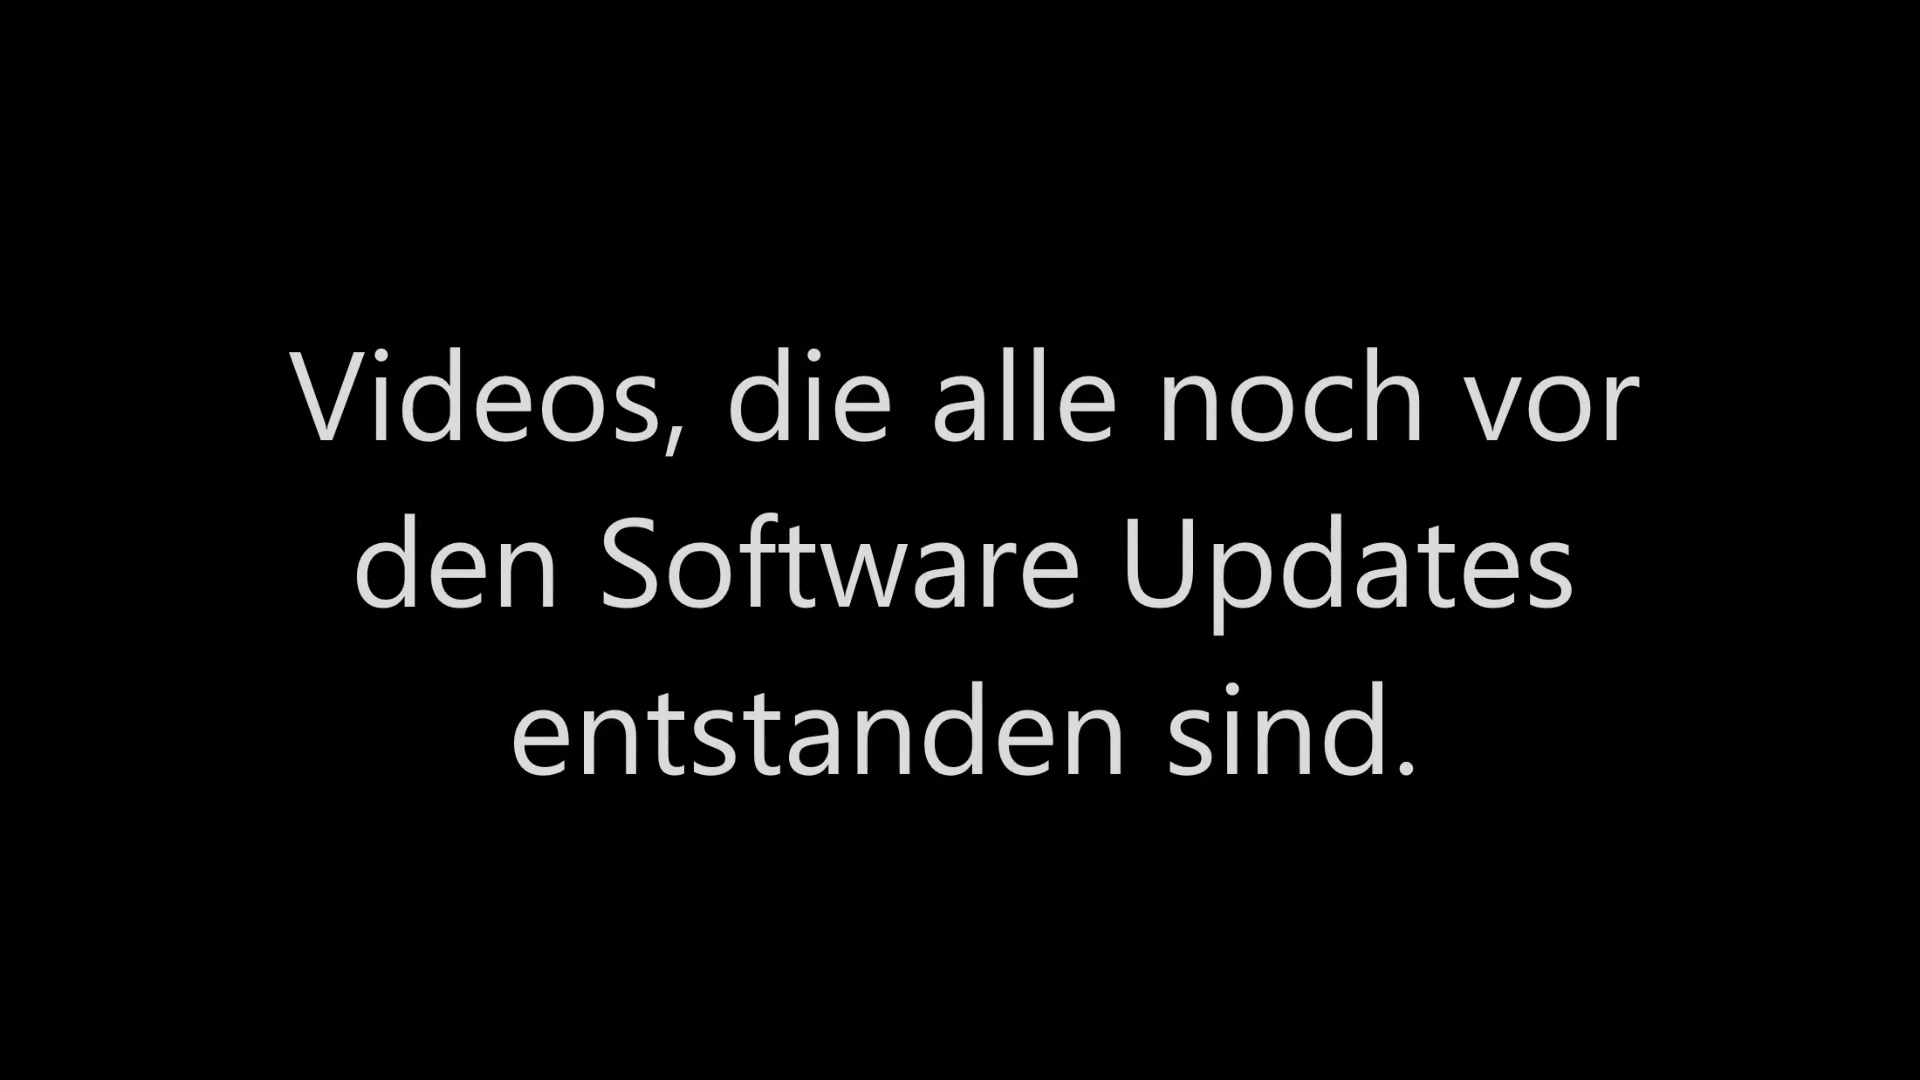 Videos, die alle noch vor
den Software Updates
entstanden sind.